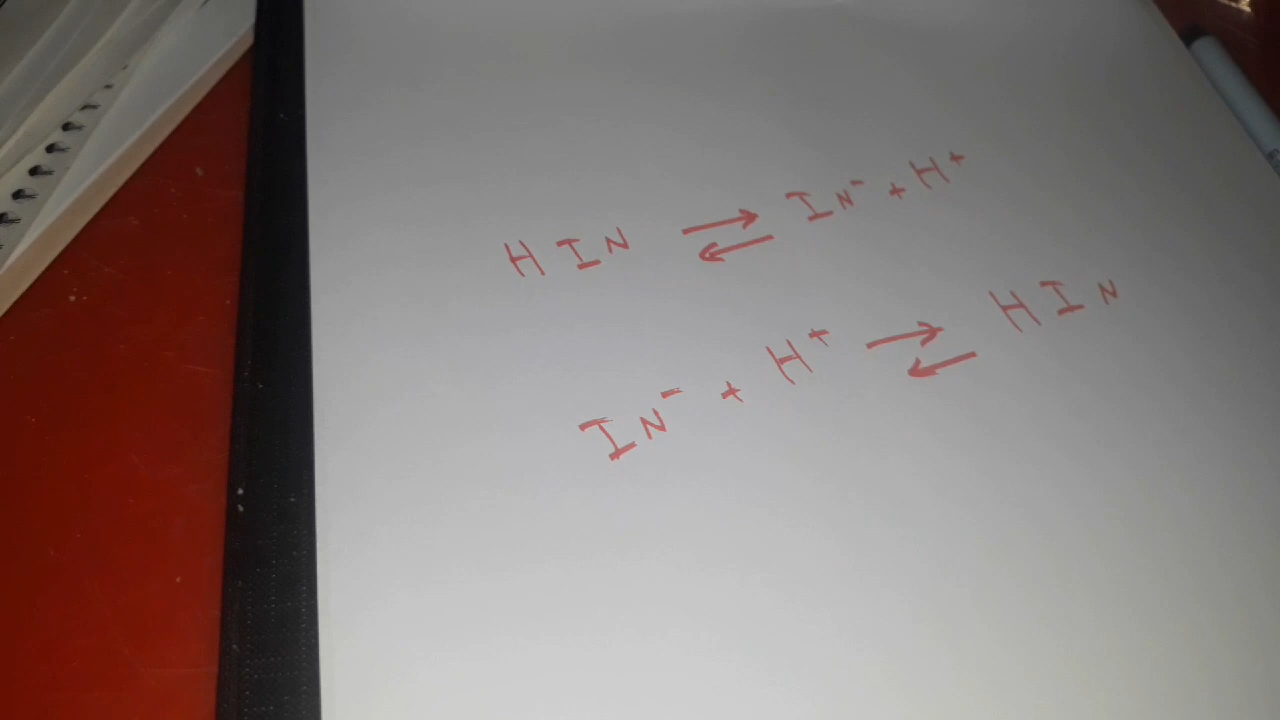 HIN ⇌ IN⁻ + H⁺
IN⁻ + H⁺ ⇌ HIN